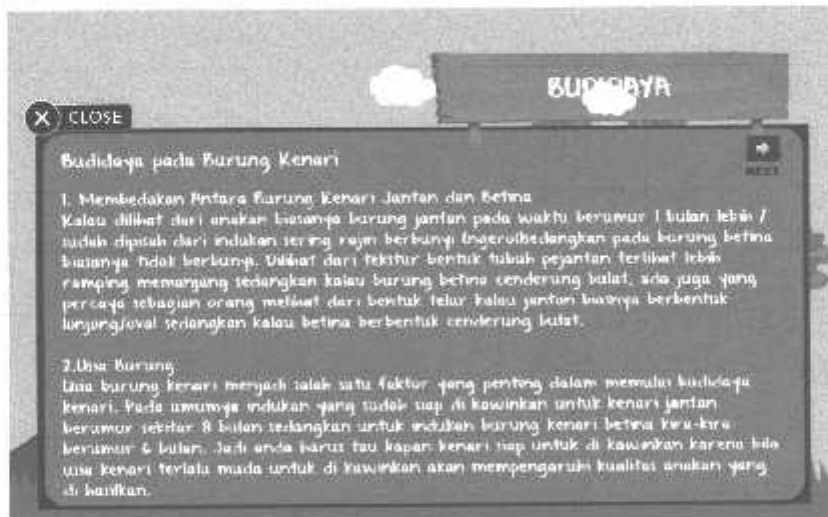 BUDIDAYA
CLOSE
NEXT
Budidaya pada Burung Kenari
1. Membedakan Antara Burung Kenari Jantan dan Betina
Kalau dilihat dari anakan biasanya burung jantan pada waktu berumur 1 bulan lebih /
sudah dipisah dari indukan sering rajin berbunyi (ngeriwik)sedangkan pada burung betina
biasanya tidak berbunyi. Dilihat dari tekstur bentuk tubuh pejantan terlihat lebih
ramping memanjang sedangkan kalau burung betina cenderung bulat, ada juga yang
percaya sebagian orang melihat dari bentuk telur kalau jantan biasnya berbentuk
lonjong/oval sedangkan kalau betina berbentuk cenderung bulat.
2.Usia Burung
Usia burung kenari menjadi salah satu faktor yang penting dalam memulai budidaya
kenari. Pada umumya indukan yang sudah siap di kawinkan untuk kenari jantan
berumur sekitar 8 bulan sedangkan untuk indukan burung kenari betina kira-kira
berumur 6 bulan. Jadi anda harus tau kapan kenari siap untuk di kawinkan karena bila
usia kenari terlalu muda untuk di kawinkan akan mempengaruhi kualitas anakan yang
di hasilkan.